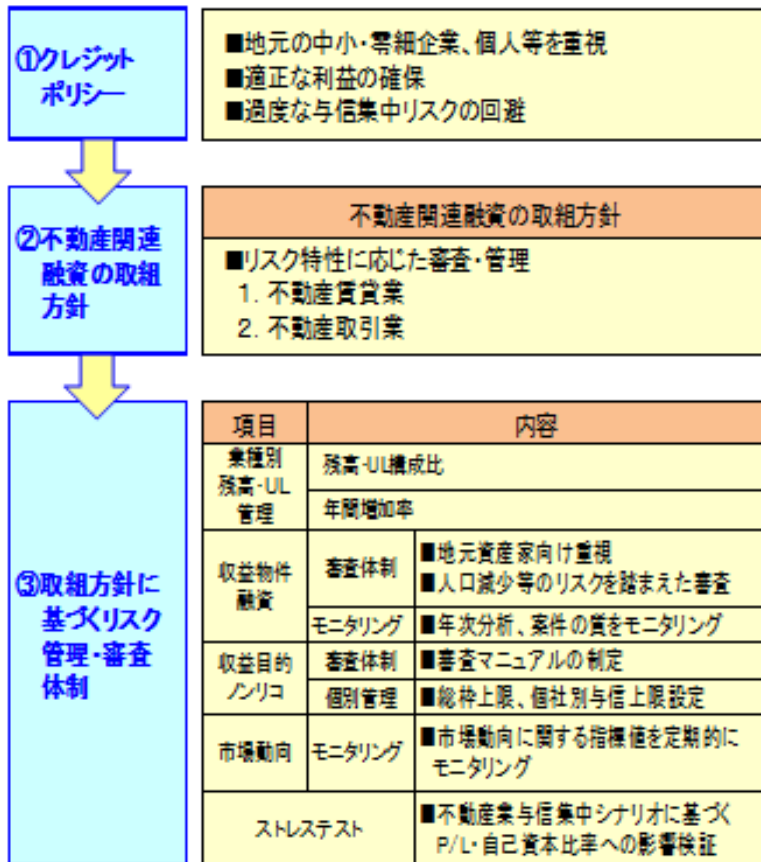 ①クレジット
ポリシー
■地元の中小・零細企業、個人等を重視
■適正な利益の確保
■過度な与信集中リスクの回避
②不動産関連
融資の取組
方針
不動産関連融資の取組方針
■リスク特性に応じた審査・管理
1. 不動産賃貸業
2. 不動産取引業
③取組方針に
基づくリスク
管理・審査
体制
項目
内容
業種別
残高・UL
管理
残高・UL構成比
年間増加率
収益物件
融資
審査体制
■地元資産家向け重視
■人口減少等のリスクを踏まえた審査
モニタリング
■年次分析、案件の質をモニタリング
収益目的
ノンリコ
審査体制
■審査マニュアルの制定
個別管理
■総枠上限、個社別与信上限設定
市場動向
モニタリング
■市場動向に関する指標値を定期的に
モニタリング
ストレステスト
■不動産業与信集中シナリオに基づく
P/L・自己資本比率への影響検証